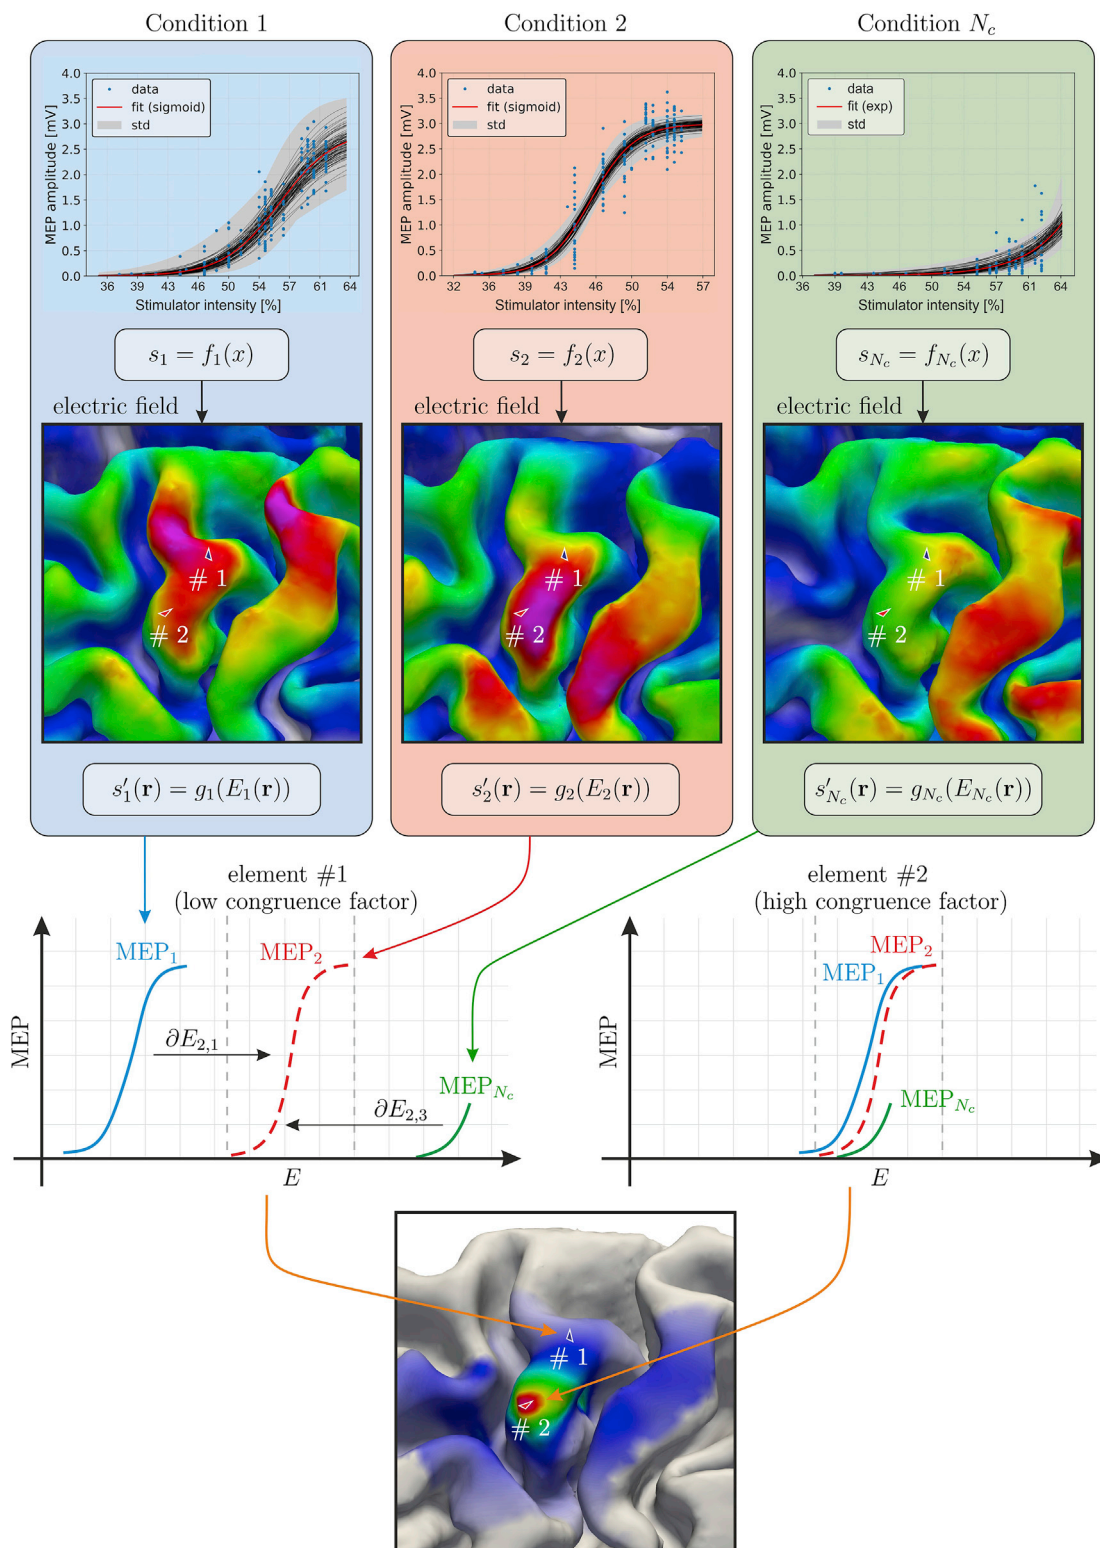 Condition 1
Condition 2
Condition N_c
MEP amplitude [mV]
4.0
3.5
3.0
2.5
2.0
1.5
1.0
0.5
0.0
data
fit (sigmoid)
std
36 39 43 46 50 54 57 61 64
Stimulator intensity [%]
MEP amplitude [mV]
4.0
3.5
3.0
2.5
2.0
1.5
1.0
0.5
0.0
data
fit (sigmoid)
std
32 36 39 43 46 50 54 57
Stimulator intensity [%]
MEP amplitude [mV]
4.0
3.5
3.0
2.5
2.0
1.5
1.0
0.5
0.0
data
fit (exp)
std
36 39 43 46 50 52 57 61 64
Stimulator intensity [%]
s_1 = f_1(x)
s_2 = f_2(x)
s_{N_c} = f_{N_c}(x)
electric field
electric field
electric field
# 1
# 2
# 1
# 2
# 1
# 2
s′_1(r) = g_1(E_1(r))
s′_2(r) = g_2(E_2(r))
s′_{N_c}(r) = g_{N_c}(E_{N_c}(r))
element #1
(low congruence factor)
element #2
(high congruence factor)
MEP
MEP_1
MEP_2
∂E_{2,1}
MEP_{N_c}
∂E_{2,3}
E
MEP
MEP_2
MEP_1
MEP_{N_c}
E
# 1
# 2